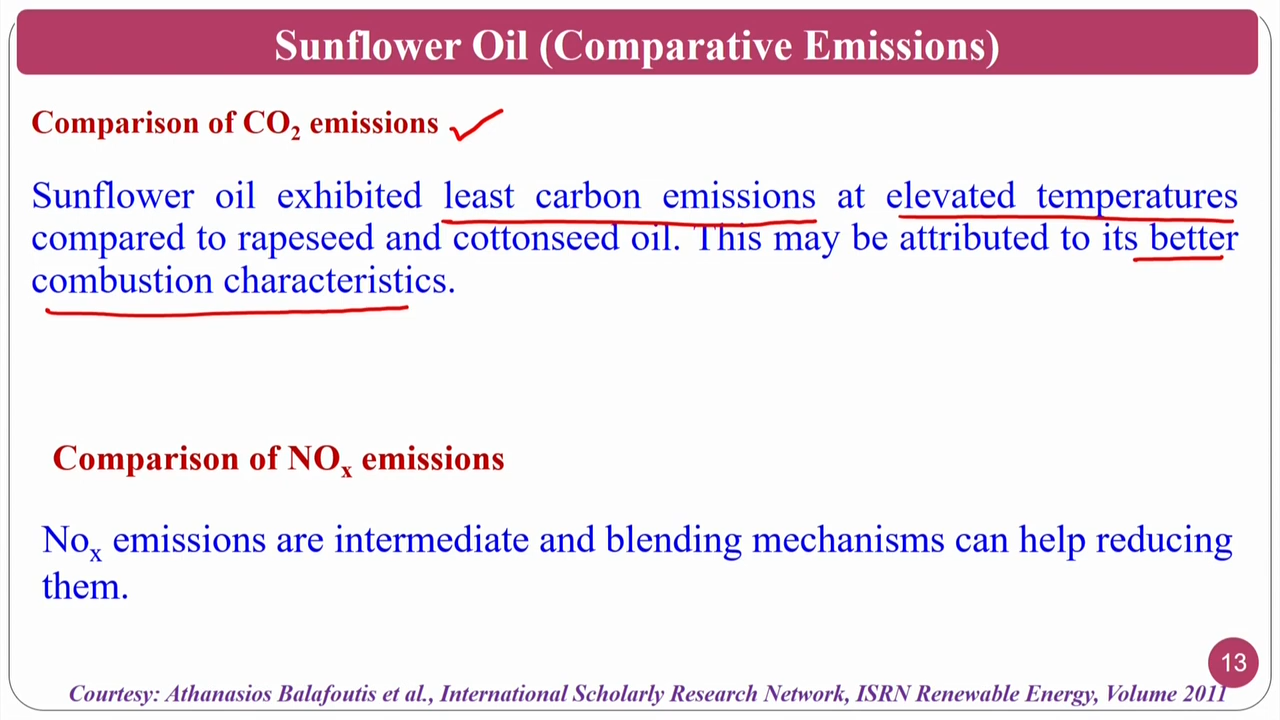 Sunflower Oil (Comparative Emissions)
Comparison of CO₂ emissions
Sunflower oil exhibited least carbon emissions at elevated temperatures
compared to rapeseed and cottonseed oil. This may be attributed to its better
combustion characteristics.
Comparison of NOₓ emissions
Noₓ emissions are intermediate and blending mechanisms can help reducing
them.
13
Courtesy: Athanasios Balafoutis et al., International Scholarly Research Network, ISRN Renewable Energy, Volume 2011